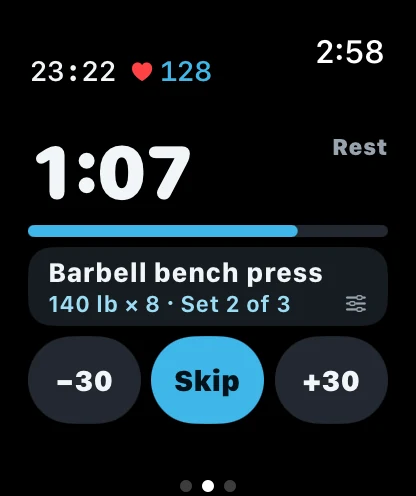 2:58
23:22 128
1:07
Rest
Barbell bench press
140 lb × 8 · Set 2 of 3
−30 Skip +30